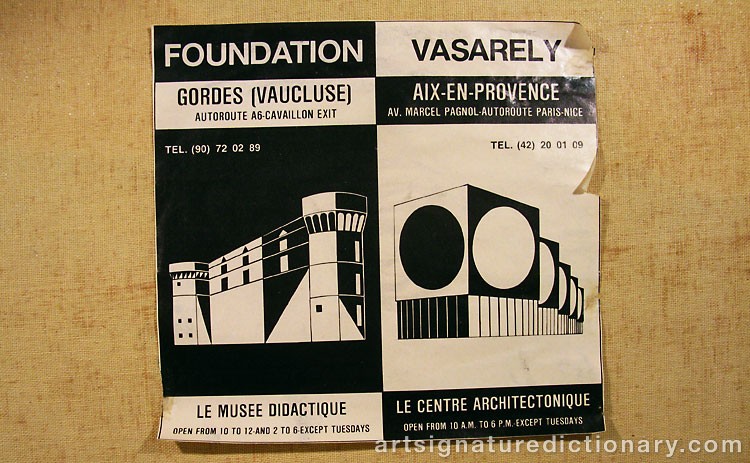 FOUNDATION VASARELY
GORDES (VAUCLUSE)
AUTOROUTE A6-CAVAILLON EXIT
AIX-EN-PROVENCE
AV. MARCEL PAGNOL-AUTOROUTE PARIS-NICE
TEL. (90) 72 02 89
TEL. (42) 20 01 09
LE MUSEE DIDACTIQUE
OPEN FROM 10 TO 12-AND 2 TO 6-EXCEPT TUESDAYS
LE CENTRE ARCHITECTONIQUE
OPEN FROM 10 A.M. TO 6 P.M.-EXCEPT TUESDAYS
artsignaturedictionary.com